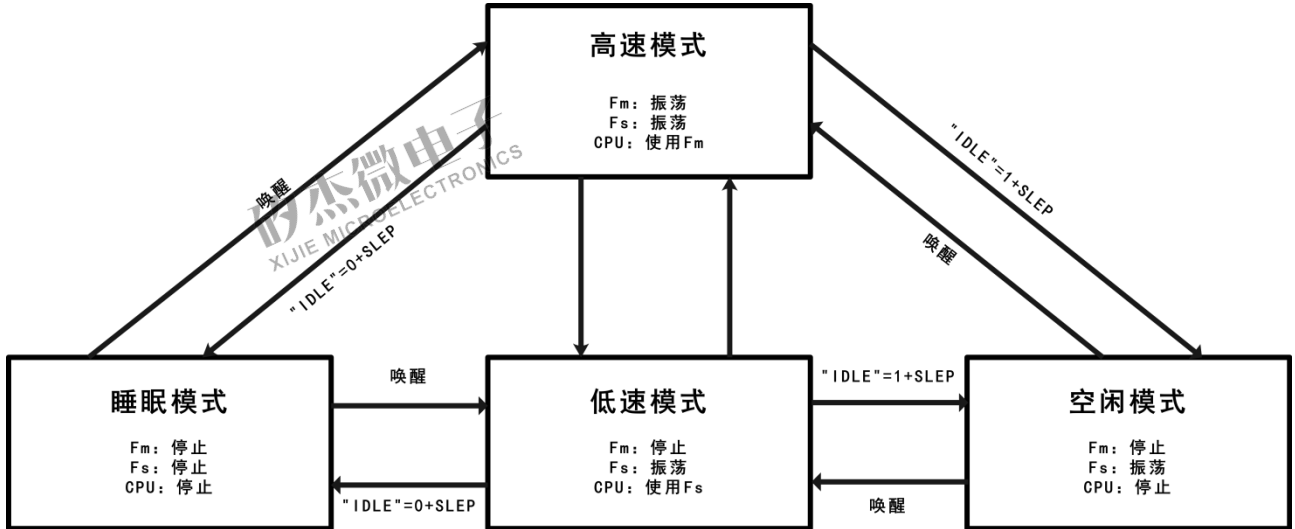 高速模式
Fm：振荡
Fs：振荡
CPU：使用Fm
唤醒
"IDLE"=0+SLEP
矽杰微电子
XIJIE MICROELECTRONICS
"IDLE"=1+SLEP
唤醒
睡眠模式
Fm：停止
Fs：停止
CPU：停止
唤醒
"IDLE"=0+SLEP
低速模式
Fm：停止
Fs：振荡
CPU：使用Fs
"IDLE"=1+SLEP
唤醒
空闲模式
Fm：停止
Fs：振荡
CPU：停止